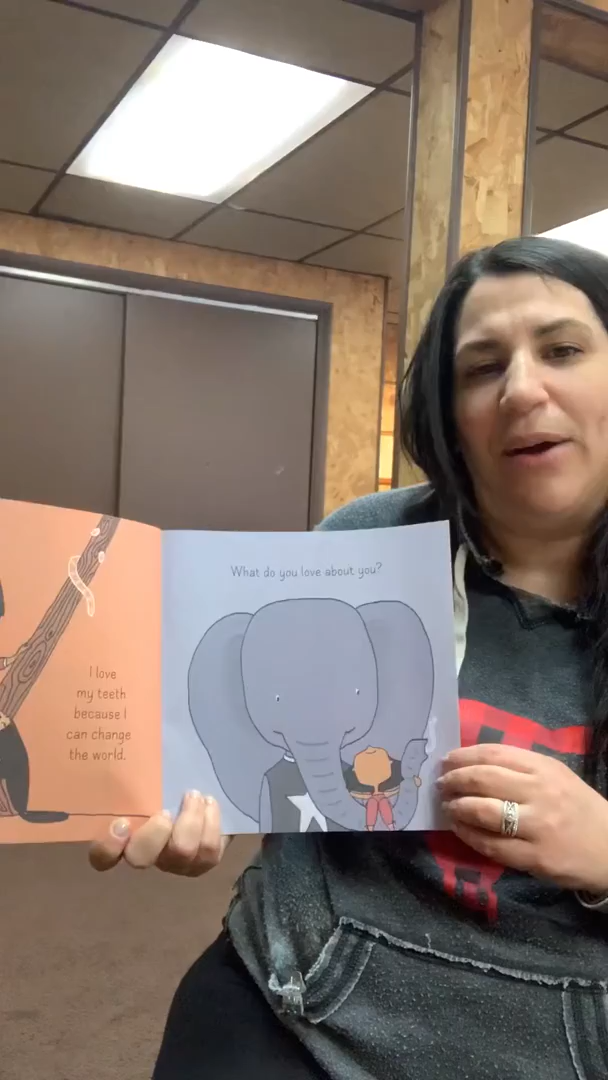 I love
my teeth
because I
can change
the world.
What do you love about you?